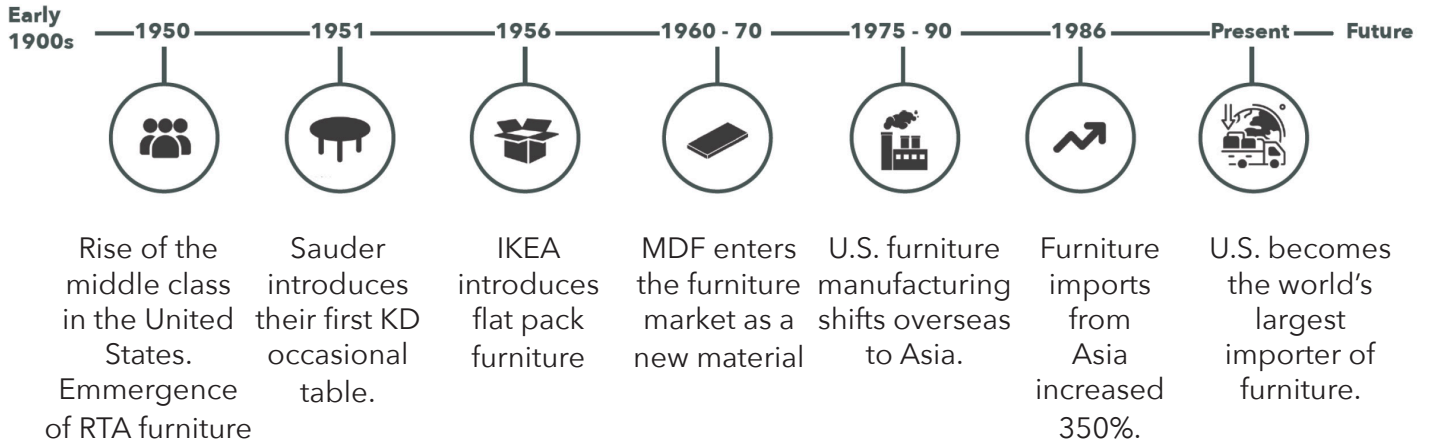 Early
1900s
1950
1951
1956
1960 - 70
1975 - 90
1986
Present
Future
Rise of the
middle class
in the United
States.
Emmergence
of RTA furniture
Sauder
introduces
their first KD
occasional
table.
IKEA
introduces
flat pack
furniture
MDF enters
the furniture
market as a
new material
U.S. furniture
manufacturing
shifts overseas
to Asia.
Furniture
imports
from
Asia
increased
350%.
U.S. becomes
the world’s
largest
importer of
furniture.